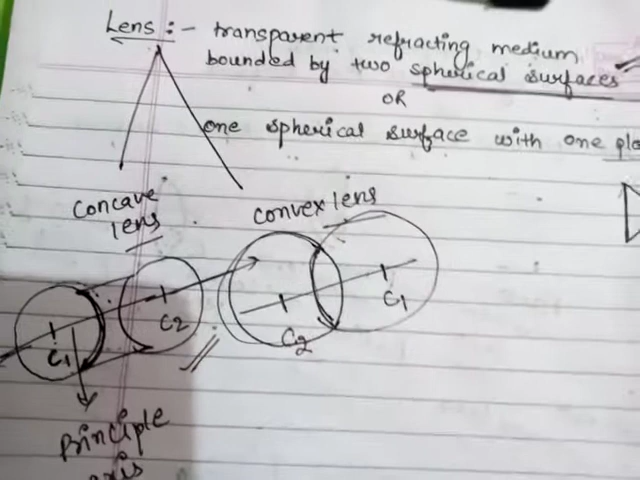 Lens :- transparent refracting medium
bounded by two spherical surfaces
OR
one spherical surface with one
Concave
lens
Convex lens
C1
C2
C2
C1
Principle